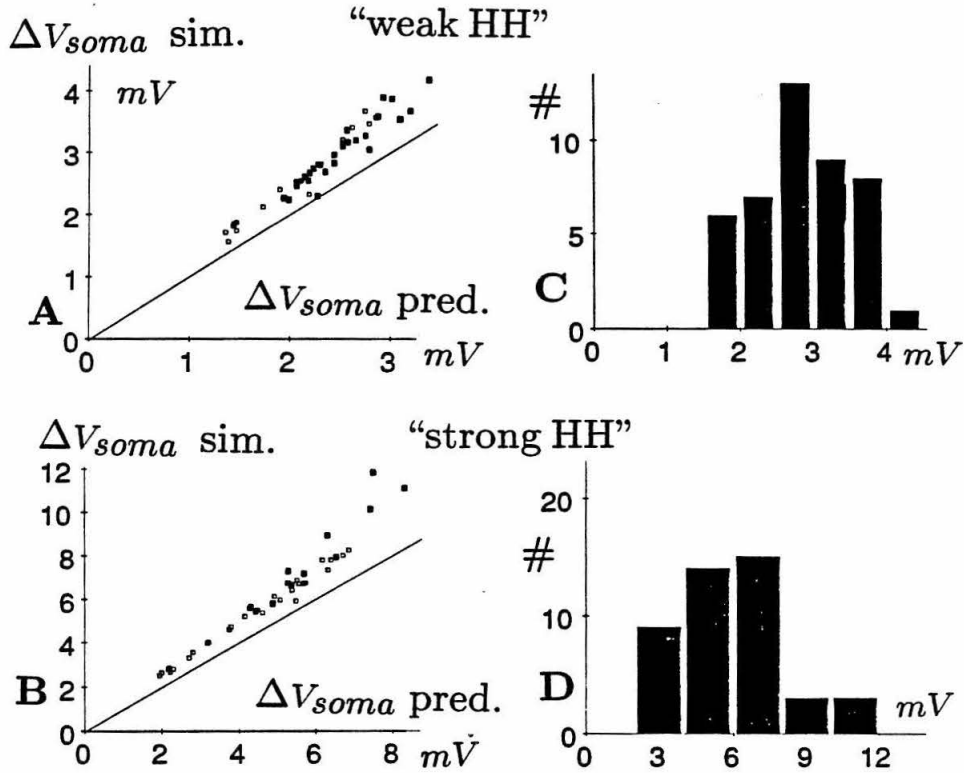 ΔVsoma sim. “weak HH”
mV
4
3
2
1
0
A
ΔVsoma pred.
0 1 2 3 mV
#
10
5
0
C
0 1 2 3 4 mV
ΔVsoma sim. “strong HH”
12
10
8
6
4
2
0
B
ΔVsoma pred.
0 2 4 6 8 mV
20
#
10
0
D
mV
0 3 6 9 12